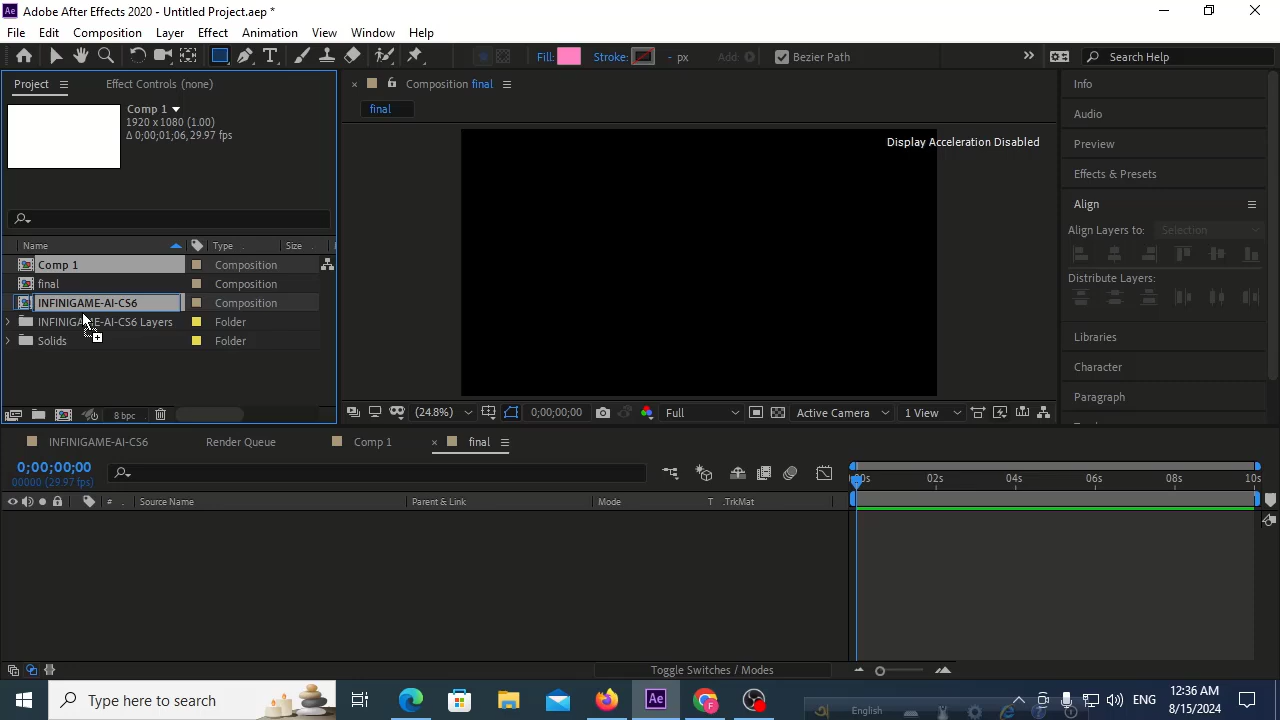 Ae Adobe After Effects 2020 - Untitled Project.aep *
File Edit Composition Layer Effect Animation View Window Help
Fill: Stroke: - px Add: Bezier Path Search Help
Project Effect Controls (none)
Composition final
Info
Comp 1
1920 x 1080 (1.00)
Δ 0;00;01;06, 29.97 fps
final
Audio
Display Acceleration Disabled
Preview
Effects & Presets
Align
Align Layers to: Selection
Name Type Size
Comp 1 Composition
final Composition
Distribute Layers:
INFINIGAME-AI-CS6 Composition
INFINIGAME-AI-CS6 Layers Folder
Solids Folder
Libraries
Character
Paragraph
8 bpc
(24.8%) 0;00;00;00 Full Active Camera 1 View
INFINIGAME-AI-CS6 Render Queue Comp 1 final
0;00;00;00
00000 (29.97 fps)
02s 04s 06s 08s 10s
# Source Name Parent & Link Mode T .TrkMat
Toggle Switches / Modes
Type here to search
Ae
English
ENG
12:36 AM
8/15/2024